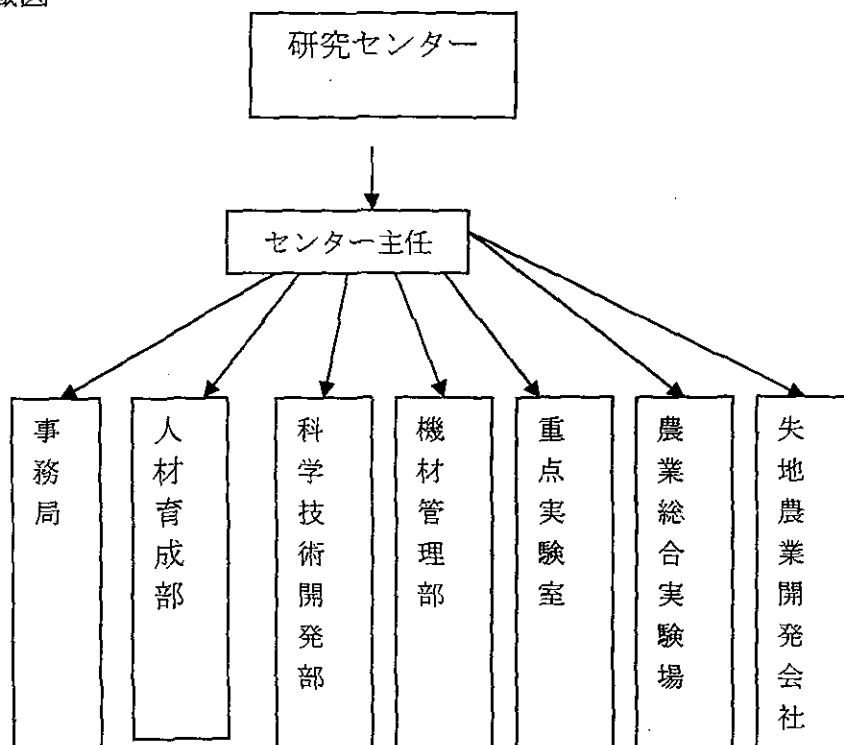 研究センター
センター主任
事務局
人材育成部
科学技術開発部
機材管理部
重点実験室
農業総合実験場
失地農業開発会社